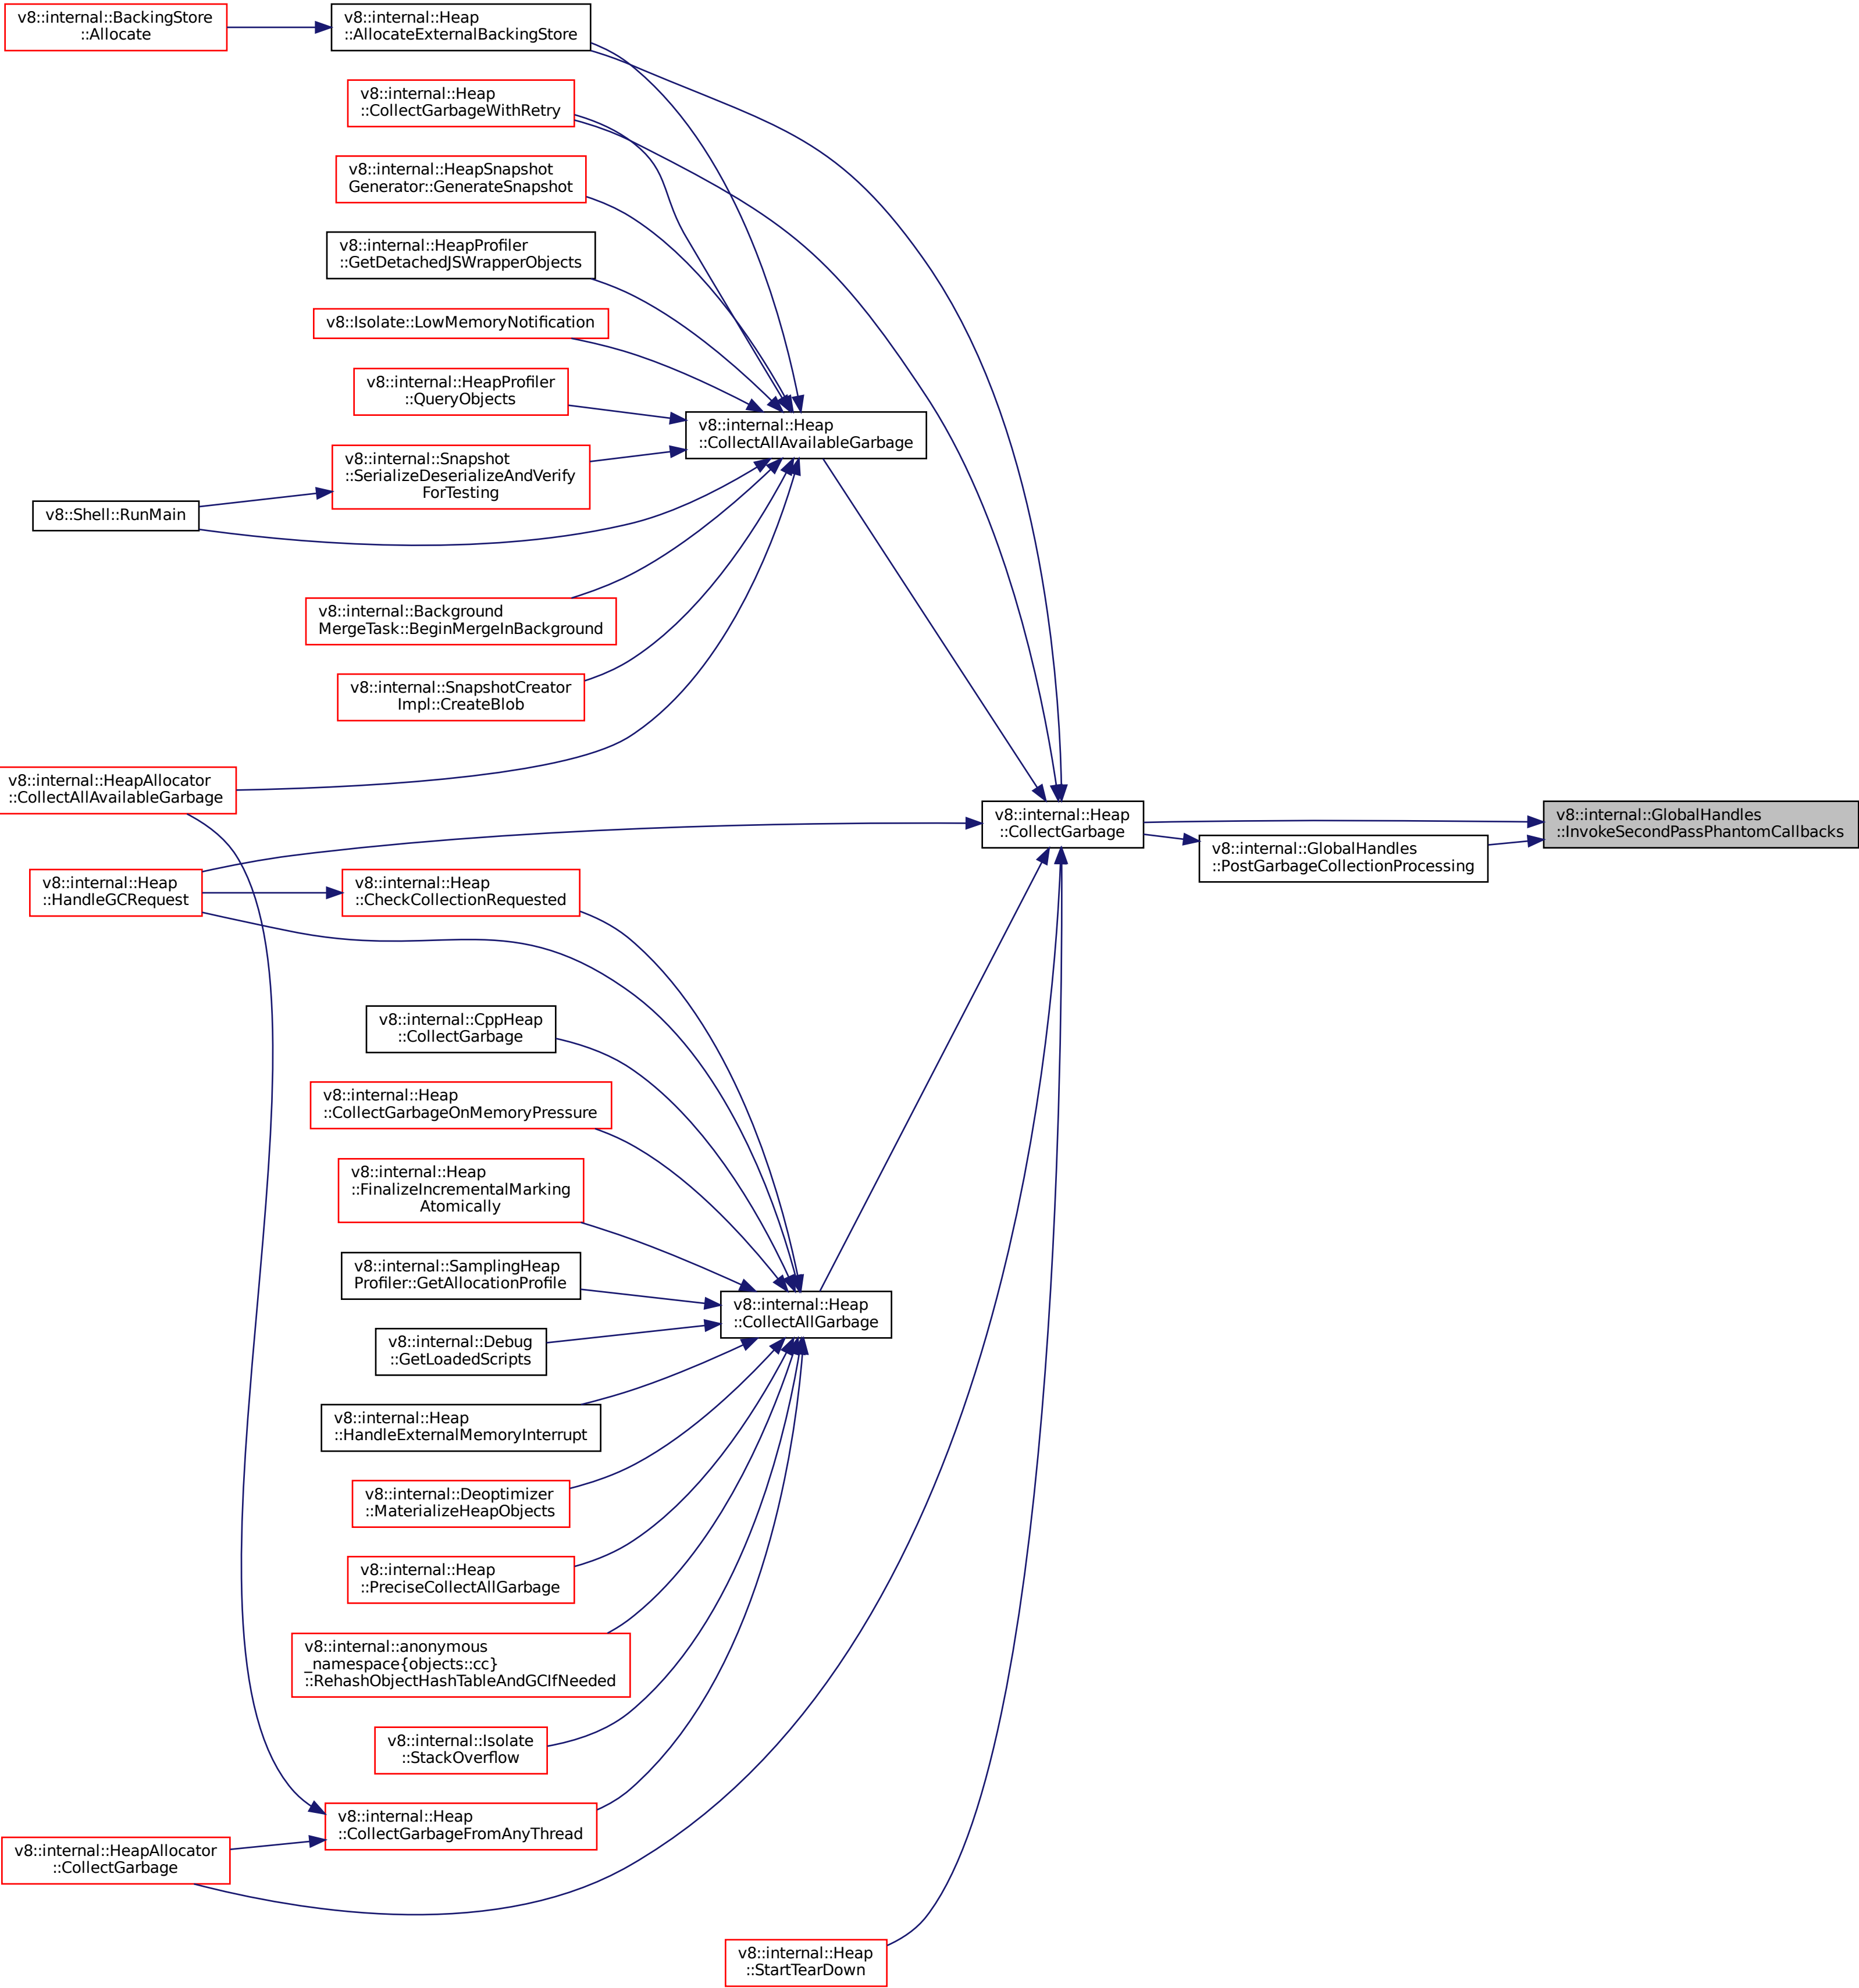 v8::internal::BackingStore
::Allocate
v8::internal::Heap
::AllocateExternalBackingStore
v8::internal::Heap
::CollectGarbageWithRetry
v8::internal::HeapSnapshot
Generator::GenerateSnapshot
v8::internal::HeapProfiler
::GetDetachedJSWrapperObjects
v8::Isolate::LowMemoryNotification
v8::internal::HeapProfiler
::QueryObjects
v8::internal::Heap
::CollectAllAvailableGarbage
v8::internal::Snapshot
::SerializeDeserializeAndVerify
ForTesting
v8::Shell::RunMain
v8::internal::Background
MergeTask::BeginMergeInBackground
v8::internal::SnapshotCreator
Impl::CreateBlob
v8::internal::HeapAllocator
::CollectAllAvailableGarbage
v8::internal::Heap
::CollectGarbage
v8::internal::GlobalHandles
::InvokeSecondPassPhantomCallbacks
v8::internal::GlobalHandles
::PostGarbageCollectionProcessing
v8::internal::Heap
::HandleGCRequest
v8::internal::Heap
::CheckCollectionRequested
v8::internal::CppHeap
::CollectGarbage
v8::internal::Heap
::CollectGarbageOnMemoryPressure
v8::internal::Heap
::FinalizeIncrementalMarking
Atomically
v8::internal::SamplingHeap
Profiler::GetAllocationProfile
v8::internal::Heap
::CollectAllGarbage
v8::internal::Debug
::GetLoadedScripts
v8::internal::Heap
::HandleExternalMemoryInterrupt
v8::internal::Deoptimizer
::MaterializeHeapObjects
v8::internal::Heap
::PreciseCollectAllGarbage
v8::internal::anonymous
_namespace{objects::cc}
::RehashObjectHashTableAndGCIfNeeded
v8::internal::Isolate
::StackOverflow
v8::internal::Heap
::CollectGarbageFromAnyThread
v8::internal::HeapAllocator
::CollectGarbage
v8::internal::Heap
::StartTearDown